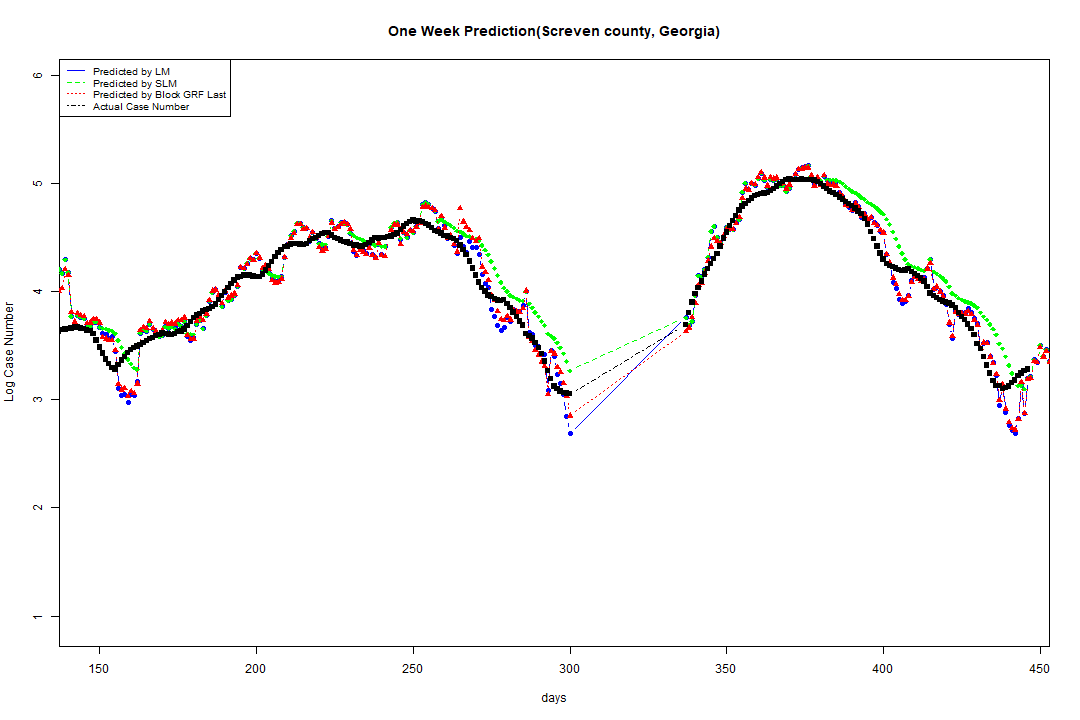 One Week Prediction(Screven county, Georgia)
Predicted by LM
Predicted by SLM
Predicted by Block GRF Last
Actual Case Number
6
5
4
3
2
1
Log Case Number
150 200 250 300 350 400 450
days